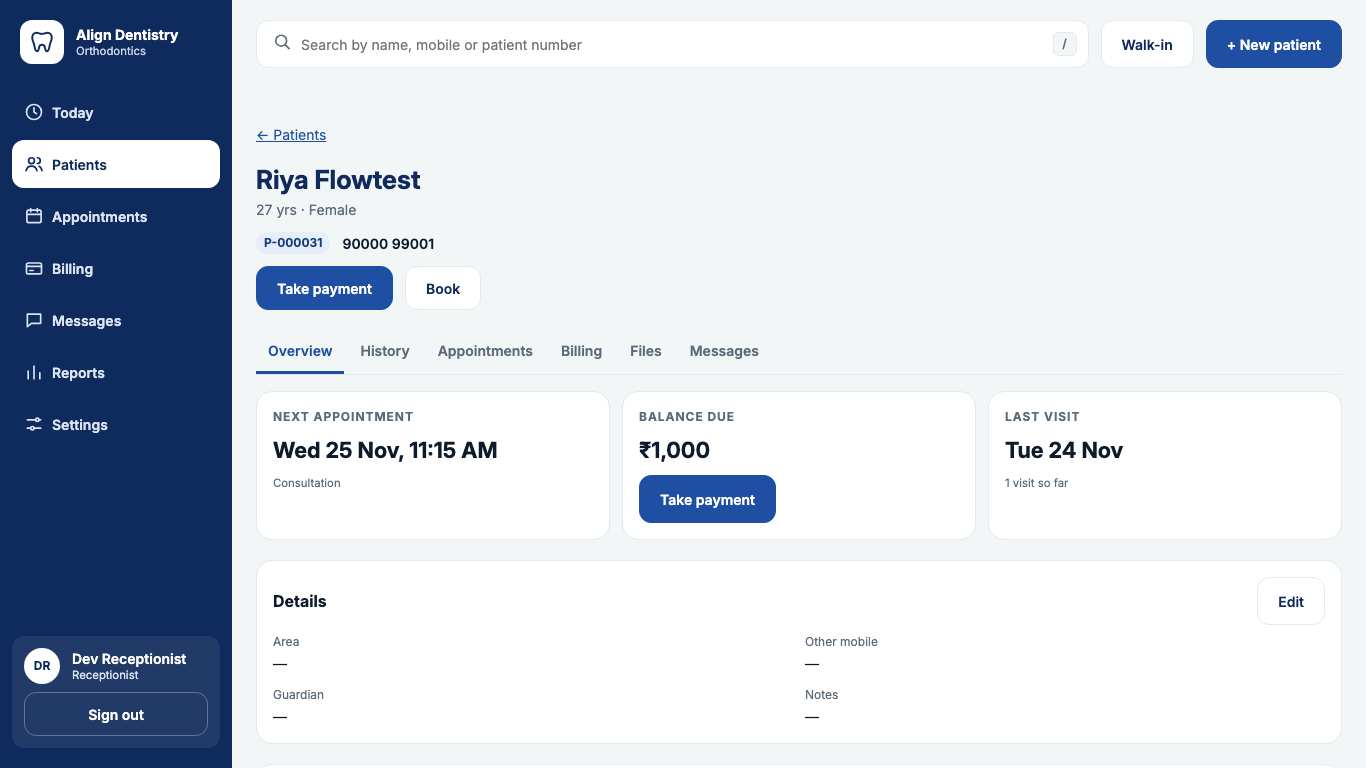 Align Dentistry
Orthodontics
Today
Patients
Appointments
Billing
Messages
Reports
Settings
DR
Dev Receptionist
Receptionist
Sign out
Search by name, mobile or patient number
/
Walk-in
+ New patient
← Patients
Riya Flowtest
27 yrs · Female
P-000031 90000 99001
Take payment
Book
Overview History Appointments Billing Files Messages
NEXT APPOINTMENT
Wed 25 Nov, 11:15 AM
Consultation
BALANCE DUE
₹1,000
Take payment
LAST VISIT
Tue 24 Nov
1 visit so far
Details
Edit
Area
—
Other mobile
—
Guardian
—
Notes
—